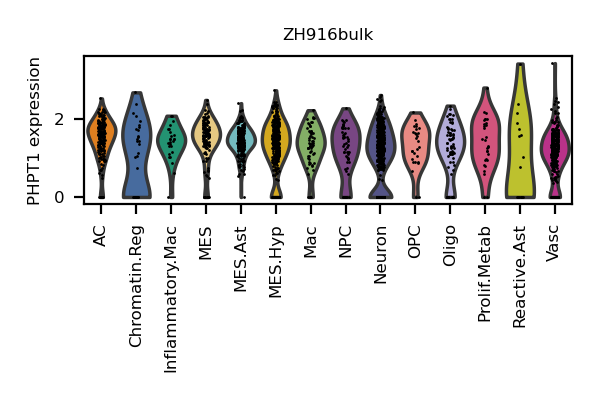 ZH916bulk
PHPT1 expression
2
0
AC
Chromatin.Reg
Inflammatory.Mac
MES
MES.Ast
MES.Hyp
Mac
NPC
Neuron
OPC
Oligo
Prolif.Metab
Reactive.Ast
Vasc